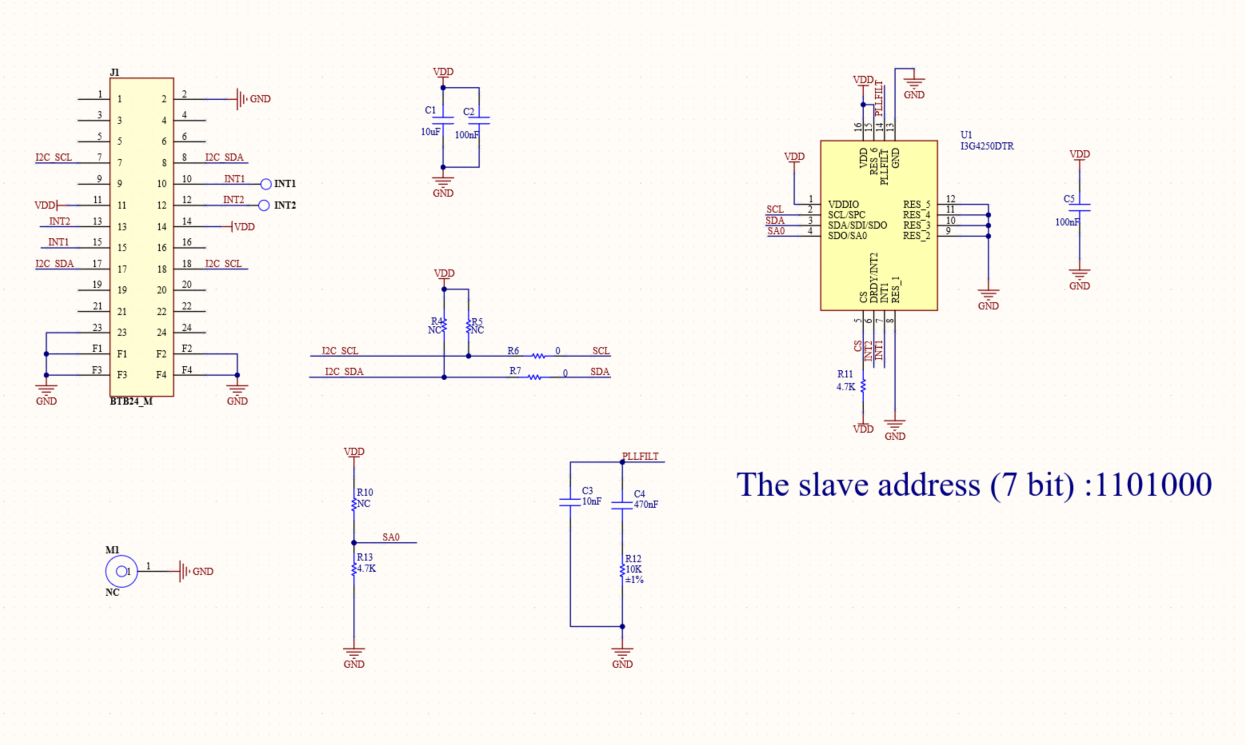 J1
1 1 2 2 GND
3 3 4 4
5 5 6 6
I2C_SCL 7 7 8 8 I2C_SDA
9 9 10 10 INT1 INT1
VDD 11 11 12 12 INT2 INT2
INT2 13 13 14 14 VDD
INT1 15 15 16 16
I2C_SDA 17 17 18 18 I2C_SCL
19 19 20 20
21 21 22 22
23 23 24 24
F1 F1 F2 F2
F3 F3 F4 F4
GND GND
BTB24_M
VDD
C1 C2
10uF 100nF
GND
VDD
R4 R5
NC NC
I2C_SCL R6 0 SCL
I2C_SDA R7 0 SDA
VDD
R10
NC
SA0
R13
4.7K
GND
PLLFILT
C3 C4
10nF 470nF
R12
10K
±1%
GND
M1
1 1 GND
NC
VDD PLLFILT GND
16 15 14 13
U1
I3G4250DTR
VDD RES_6 PLLFILT GND
VDD
1 VDDIO RES_5 12
SCL 2 SCL/SPC RES_4 11
SDA 3 SDA/SDI/SDO RES_3 10
SA0 4 SDO/SA0 RES_2 9
CS DRDY/INT2 INT1 RES_1
5 6 7 8
CS INT2 INT1
R11
4.7K
VDD GND
GND
VDD
C5
100nF
GND
The slave address (7 bit) :1101000